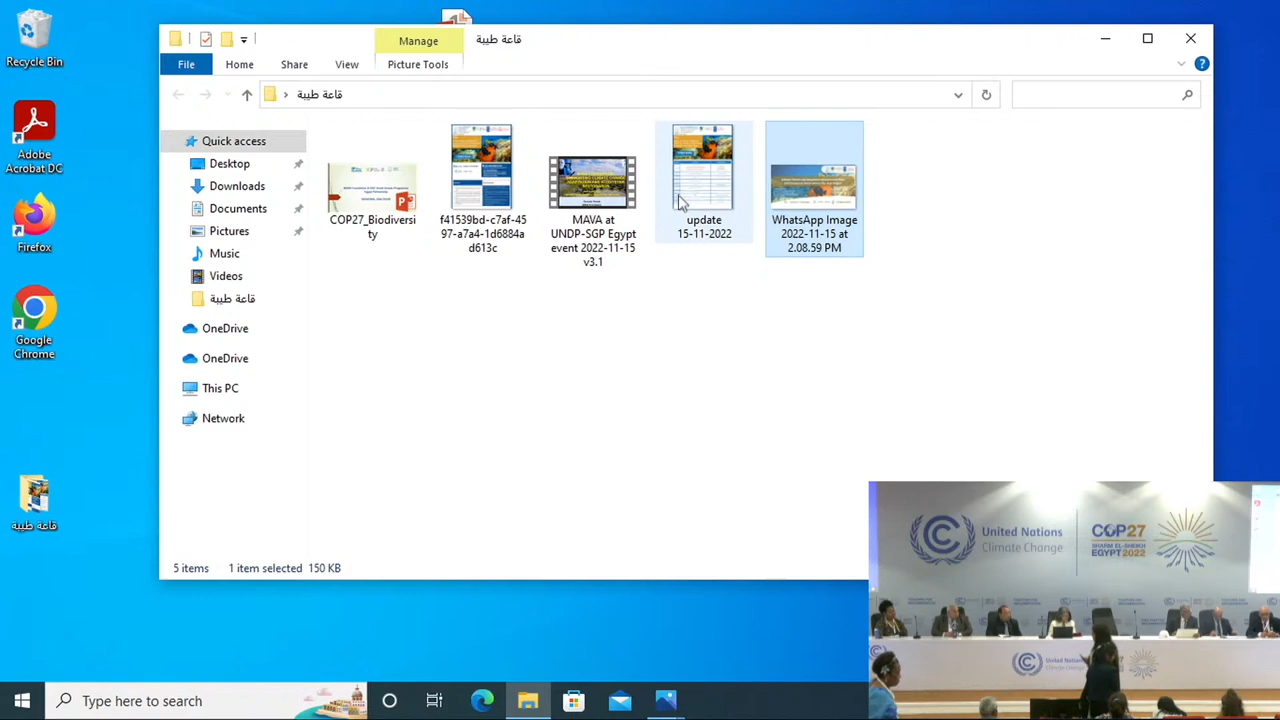 Recycle Bin
Adobe
Acrobat DC
Firefox
Google
Chrome
قاعة طيبة
Manage
قاعة طيبة
File
Home
Share
View
Picture Tools
قاعة طيبة
Quick access
Desktop
Downloads
Documents
Pictures
Music
Videos
قاعة طيبة
OneDrive
OneDrive
This PC
Network
COP27_Biodiversi
ty
f41539bd-c7af-45
97-a7a4-1d6884a
d613c
MAVA at
UNDP-SGP Egypt
event 2022-11-15
v3.1
update
15-11-2022
WhatsApp Image
2022-11-15 at
2.08.59 PM
5 items
1 item selected 150 KB
Type here to search
United Nations
Climate Change
COP27
SHARM EL-SHEIKH
EGYPT 2022